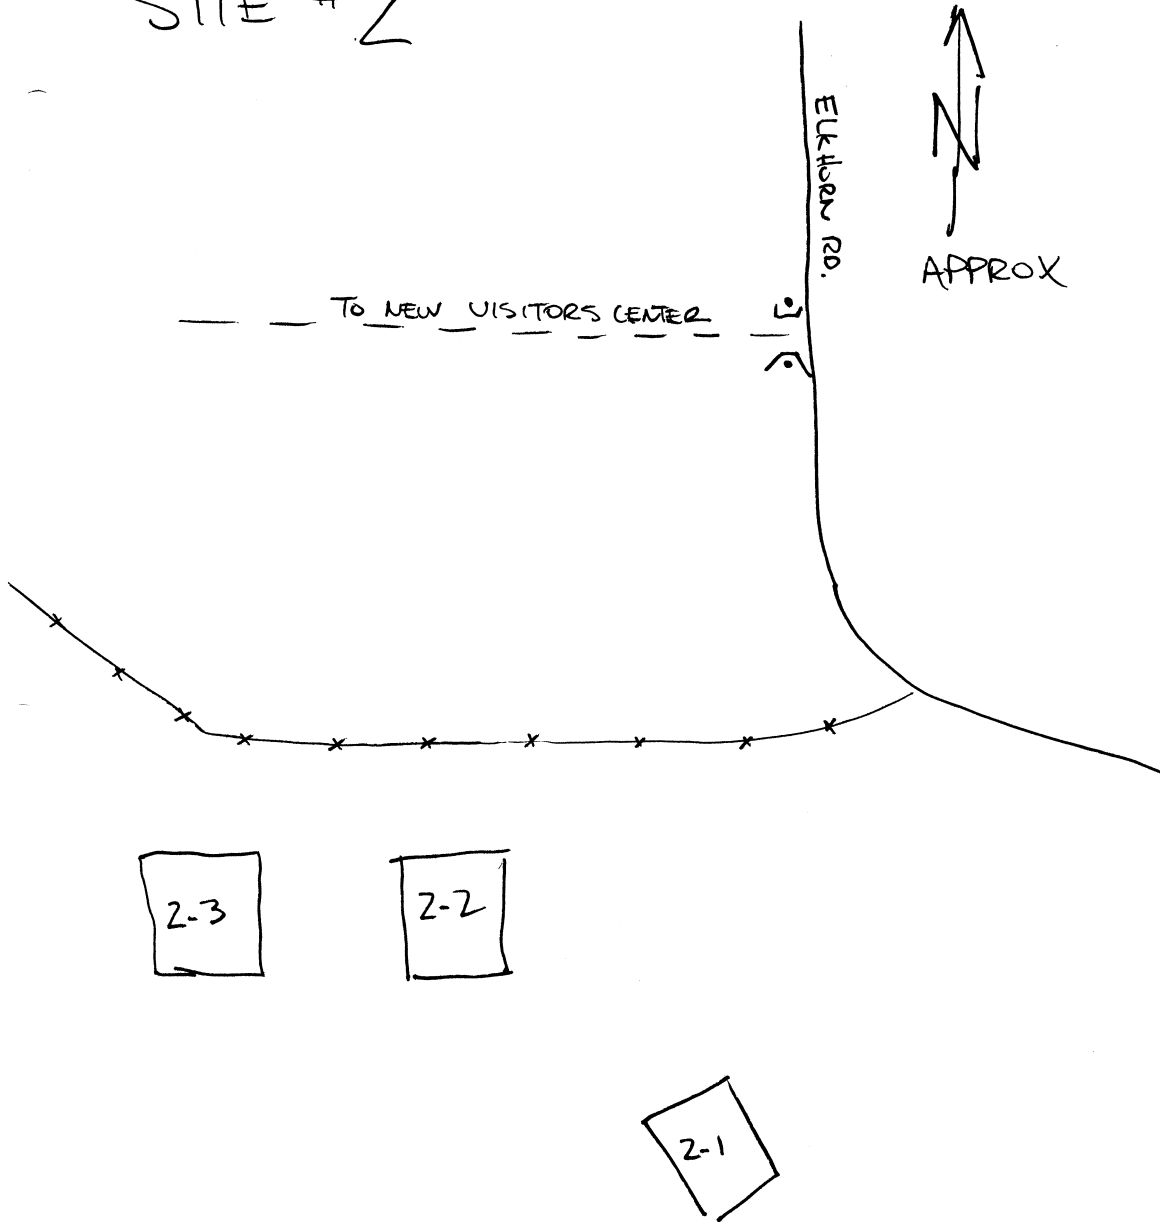 SITE #2
N
APPROX
ELKHORN RD.
TO NEW VISITORS CENTER
2-3
2-2
2-1